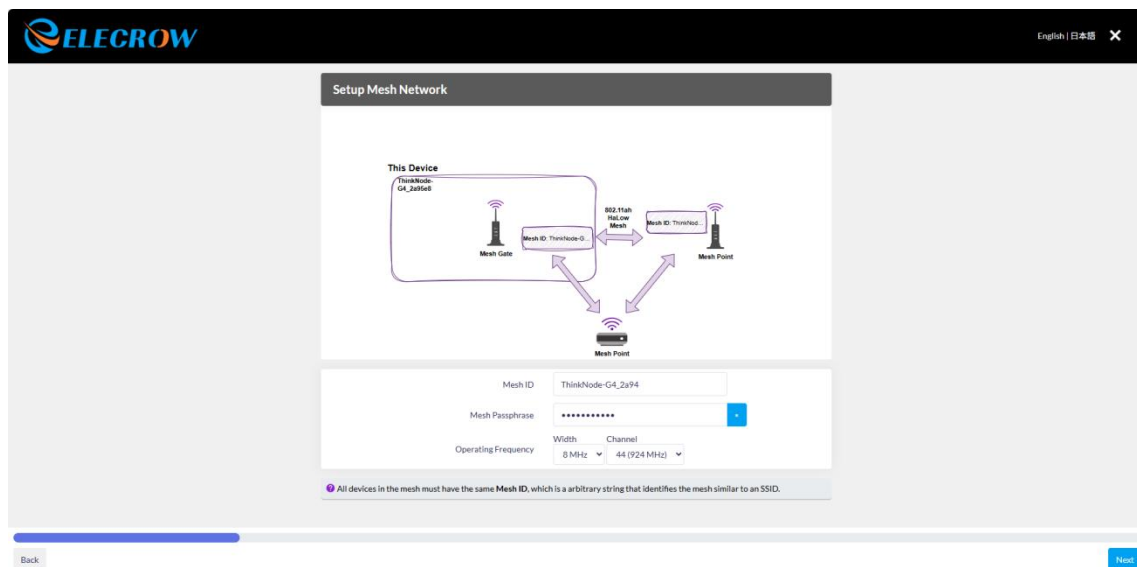 ELECROW
English | 日本語 ✕
Setup Mesh Network
This Device
ThinkNode-
G4_2a95e8
802.11ah
HaLow
Mesh
Mesh ID: ThinkNode-G...
Mesh ID: ThinkNod...
Mesh Gate
Mesh Point
Mesh Point
Mesh ID
ThinkNode-G4_2a94
Mesh Passphrase
•••••••••••
Width
Channel
Operating Frequency
8 MHz
44 (924 MHz)
All devices in the mesh must have the same Mesh ID, which is a arbitrary string that identifies the mesh similar to an SSID.
Back
Next